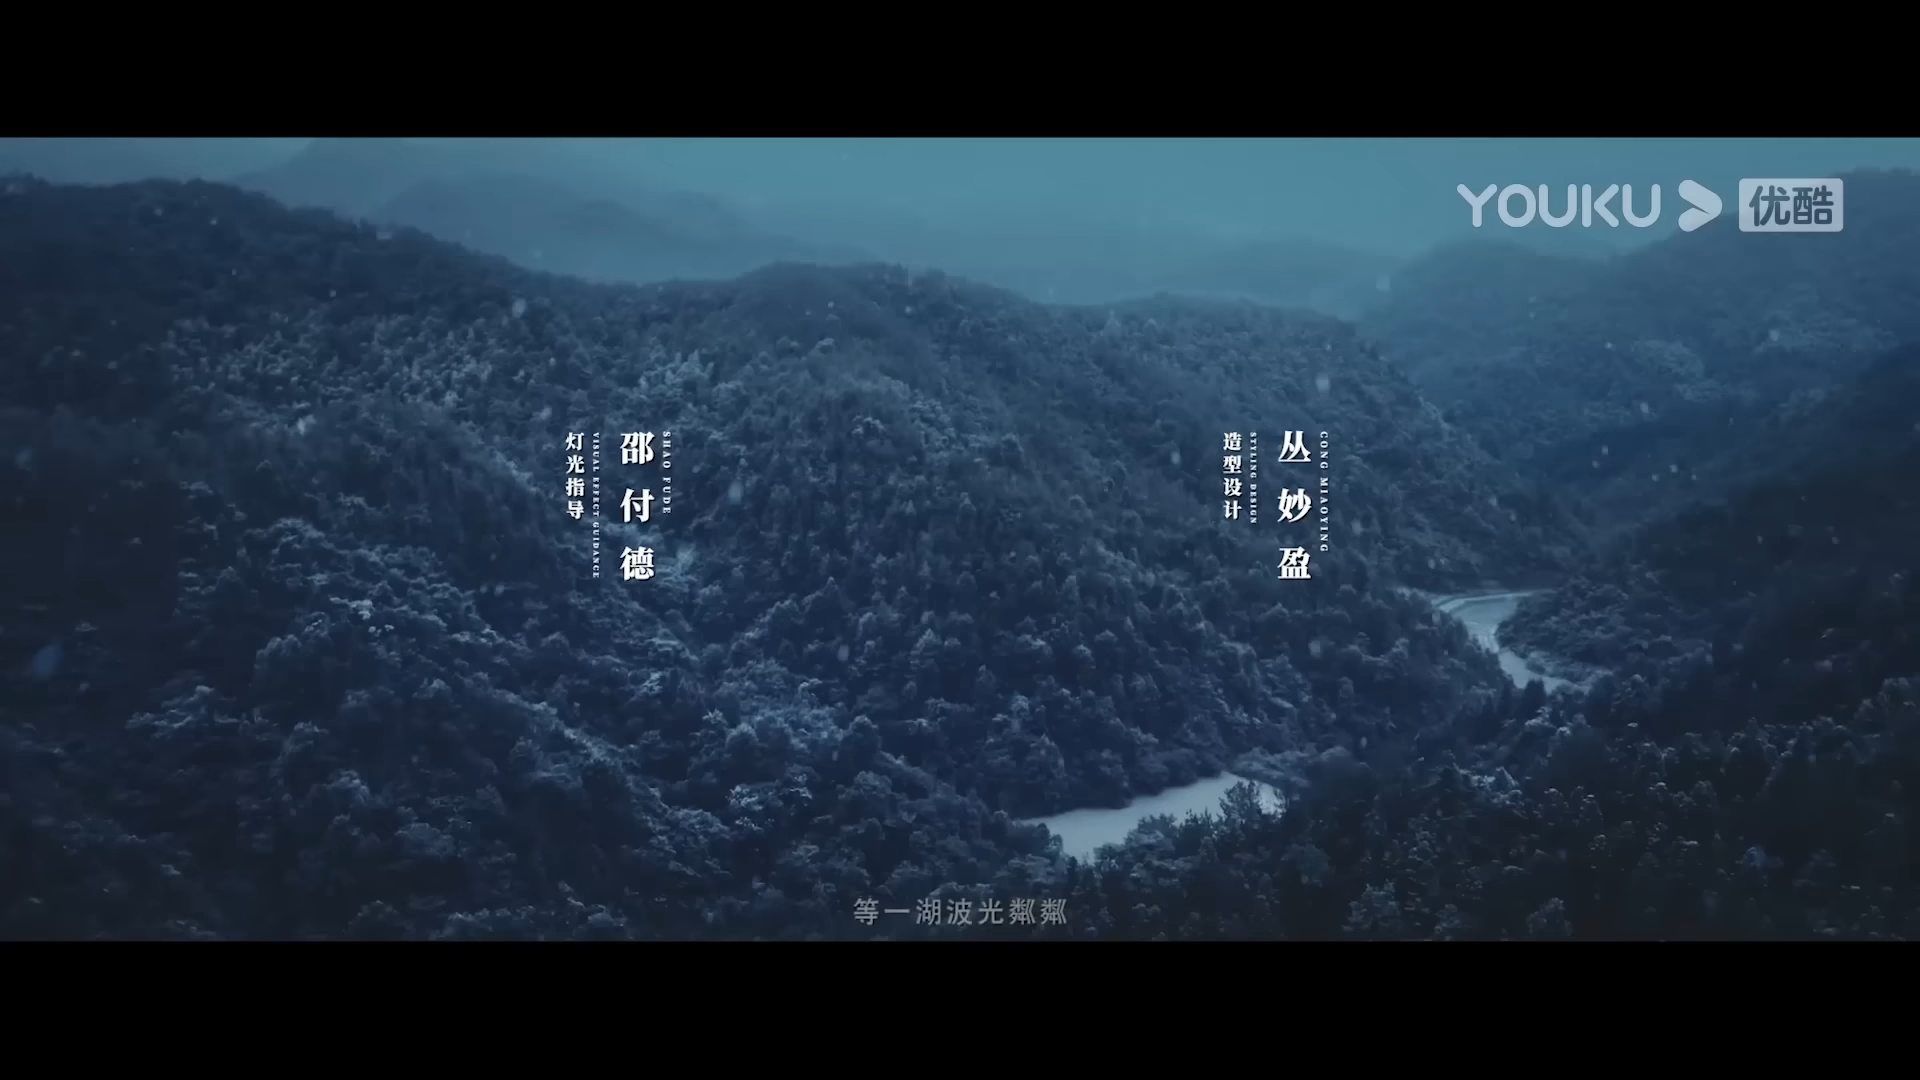 YOUKU 优酷
灯光指导
VISUAL EFFECT GUIDANCE
邵付德
SHAO FUDE
造型设计
STYLING DESIGN
丛妙盈
CONG MIAOYING
等一湖波光粼粼